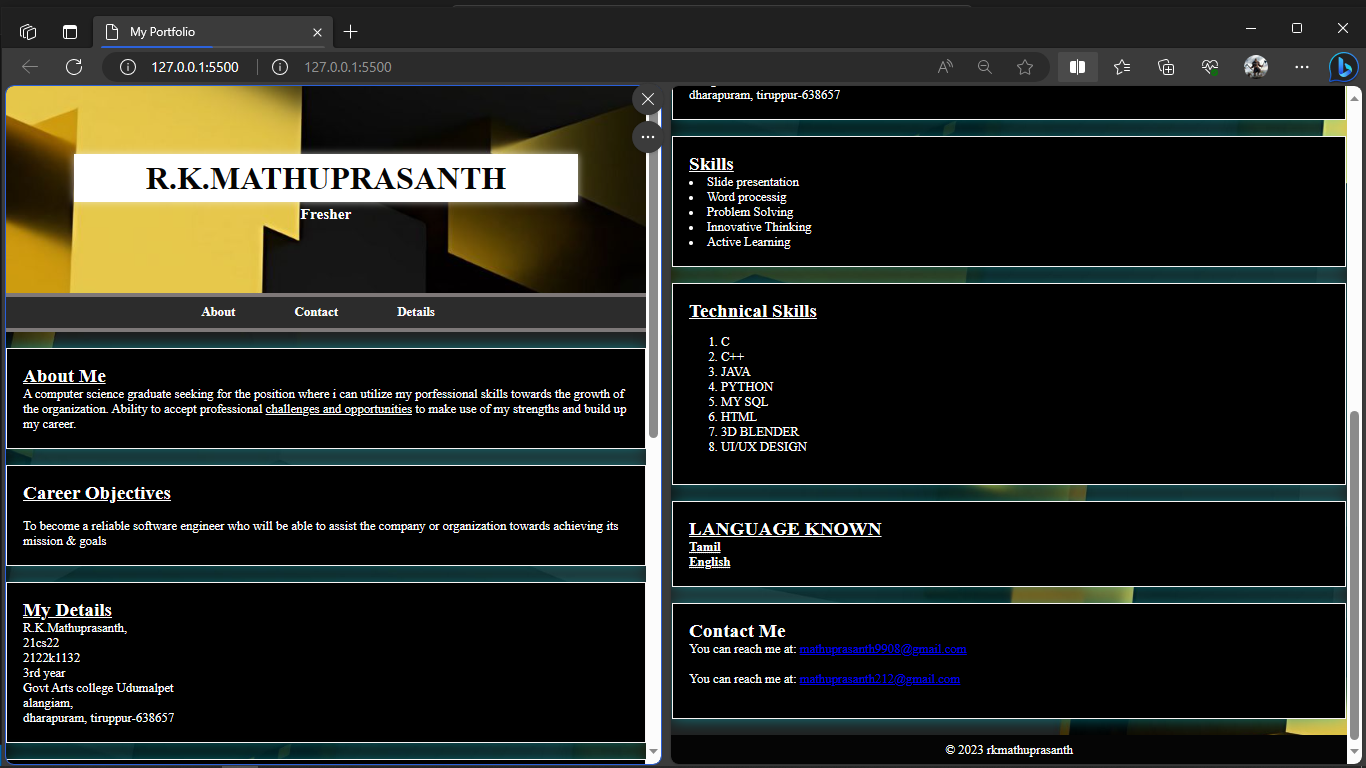 My Portfolio
127.0.0.1:5500
127.0.0.1:5500
R.K.MATHUPRASANTH
Fresher
About Contact Details
About Me
A computer science graduate seeking for the position where i can utilize my porfessional skills towards the growth of
the organization. Ability to accept professional challenges and opportunities to make use of my strengths and build up
my career.
Career Objectives
To become a reliable software engineer who will be able to assist the company or organization towards achieving its
mission & goals
My Details
R.K.Mathuprasanth,
21cs22
2122k1132
3rd year
Govt Arts college Udumalpet
alangiam,
dharapuram, tiruppur-638657
dharapuram, tiruppur-638657
Skills
• Slide presentation
• Word processig
• Problem Solving
• Innovative Thinking
• Active Learning
Technical Skills
1. C
2. C++
3. JAVA
4. PYTHON
5. MY SQL
6. HTML
7. 3D BLENDER
8. UI/UX DESIGN
LANGUAGE KNOWN
Tamil
English
Contact Me
You can reach me at: mathuprasanth9908@gmail.com
You can reach me at: mathuprasanth212@gmail.com
© 2023 rkmathuprasanth